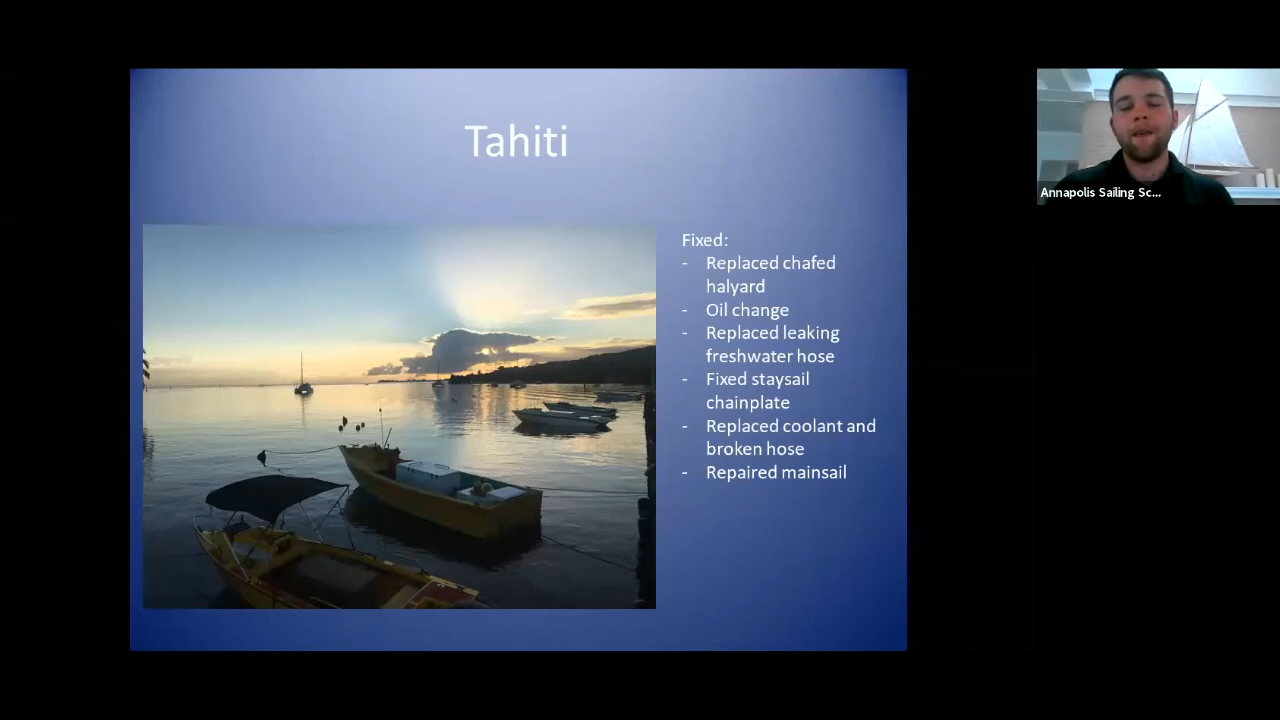 Tahiti
Fixed:
- Replaced chafed
halyard
- Oil change
- Replaced leaking
freshwater hose
- Fixed staysail
chainplate
- Replaced coolant and
broken hose
- Repaired mainsail
Annapolis Sailing Sc...